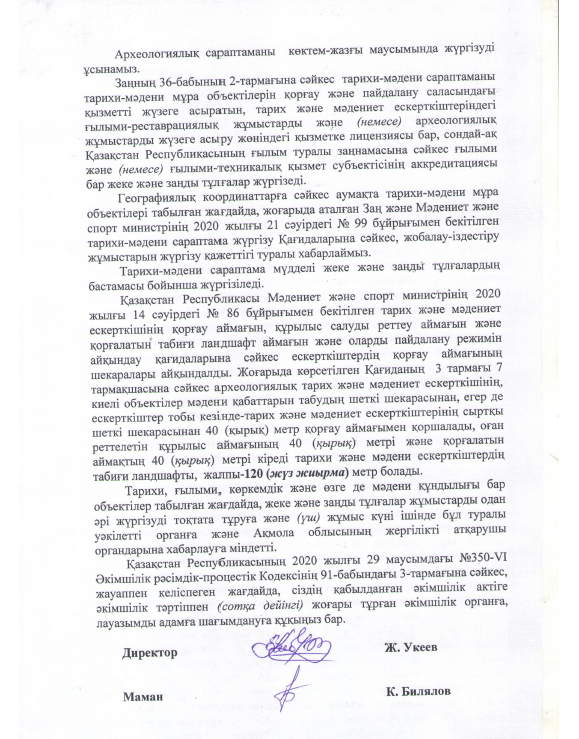 Археологиялық сараптаманы көктем-жазғы маусымында жүргізуді
ұсынамыз.
Заңның 36-бабының 2-тармағына сәйкес тарихи-мәдени сараптаманы
тарихи-мәдени мұра объектілерін қорғау және пайдалану саласындағы
қызметті жүзеге асыратын, тарих және мәдениет ескерткіштеріндегі
ғылыми-реставрациялық жұмыстарды және (немесе) археологиялық
жұмыстарды жүзеге асыру жөніндегі қызметке лицензиясы бар, сондай-ақ
Қазақстан Республикасының ғылым туралы заңнамасына сәйкес ғылыми
және (немесе) ғылыми-техникалық қызмет субъектісінің аккредитациясы
бар жеке және заңды тұлғалар жүргізеді.
Географиялық координаттарға сәйкес аумақта тарихи-мәдени мұра
объектілері табылған жағдайда, жоғарыда аталған Заң және Мәдениет және
спорт министрінің 2020 жылғы 21 сәуірдегі № 99 бұйрығымен бекітілген
тарихи-мәдени сараптама жүргізу Қағидаларына сәйкес, жобалау-іздестіру
жұмыстарын жүргізу қажеттігі туралы хабарлаймыз.
Тарихи-мәдени сараптама мүдделі жеке және заңды тұлғалардың
бастамасы бойынша жүргізіледі.
Қазақстан Республикасы Мәдениет және спорт министрінің 2020
жылғы 14 сәуірдегі № 86 бұйрығымен бекітілген тарих және мәдениет
ескерткішінің қорғау аймағын, құрылыс салуды реттеу аймағын және
қорғалатын табиғи ландшафт аймағын және оларды пайдалану режимін
айқындау қағидаларына сәйкес ескерткіштердің қорғау аймағының
шекаралары айқындалды. Жоғарыда көрсетілген Қағиданың 3 тармағы 7
тармақшасына сәйкес археологиялық тарих және мәдениет ескерткішінің,
киелі объектілер мәдени қабаттарын табудың шеткі шекарасынан, егер де
ескерткіштер тобы кезінде-тарих және мәдениет ескерткіштерінің сыртқы
шеткі шекарасынан 40 (қырық) метр қорғау аймағымен қоршалады, оған
реттелетін құрылыс аймағының 40 (қырық) метрі және қорғалатын
аймақтың 40 (қырық) метрі кіреді тарихи және мәдени ескерткіштердің
табиғи ландшафты, жалпы-120 (жүз жиырма) метр болады.
Тарихи, ғылыми, көркемдік және өзге де мәдени құндылығы бар
объектілер табылған жағдайда, жеке және заңды тұлғалар жұмыстарды одан
әрі жүргізуді тоқтата тұруға және (үш) жұмыс күні ішінде бұл туралы
уәкілетті органға және Ақмола облысының жергілікті атқарушы
органдарына хабарлауға міндетті.
Қазақстан Республикасының 2020 жылғы 29 маусымдағы №350-VI
Әкімшілік рәсімдік-процестік Кодексінің 91-бабындағы 3-тармағына сәйкес,
жауаппен келіспеген жағдайда, сіздің қабылданған әкімшілік актіге
әкімшілік тәртіппен (сотқа дейінгі) жоғары тұрған әкімшілік органға,
лауазымды адамға шағымдануға құқыңыз бар.
Директор Ж. Укеев
Маман К. Билялов